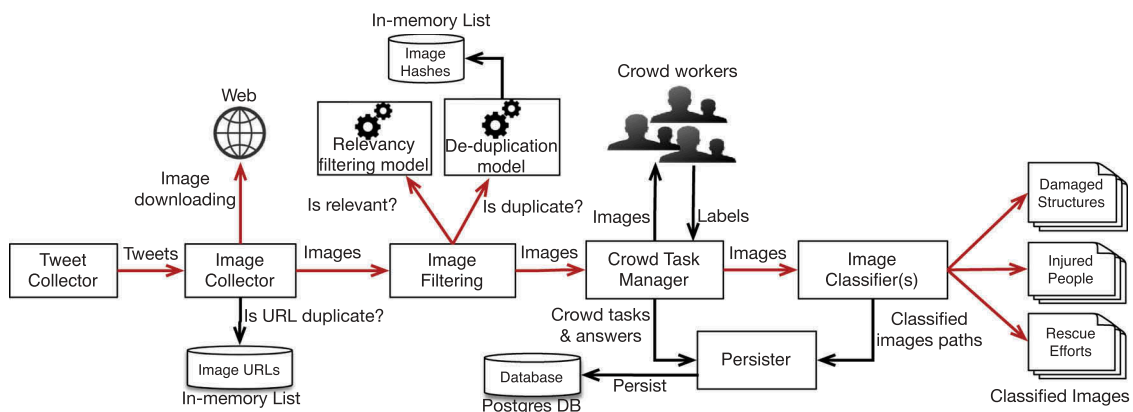 In-memory List
Image
Hashes
Crowd workers
Web
Relevancy
filtering model
De-duplication
model
Image
downloading
Is relevant?
Is duplicate?
Images
Labels
Damaged
Structures
Tweet
Collector
Tweets
Image
Collector
Images
Image
Filtering
Images
Crowd Task
Manager
Images
Image
Classifier(s)
Injured
People
Is URL duplicate?
Crowd tasks
& answers
Classified
images paths
Rescue
Efforts
Image URLs
In-memory List
Database
Postgres DB
Persist
Persister
Classified Images